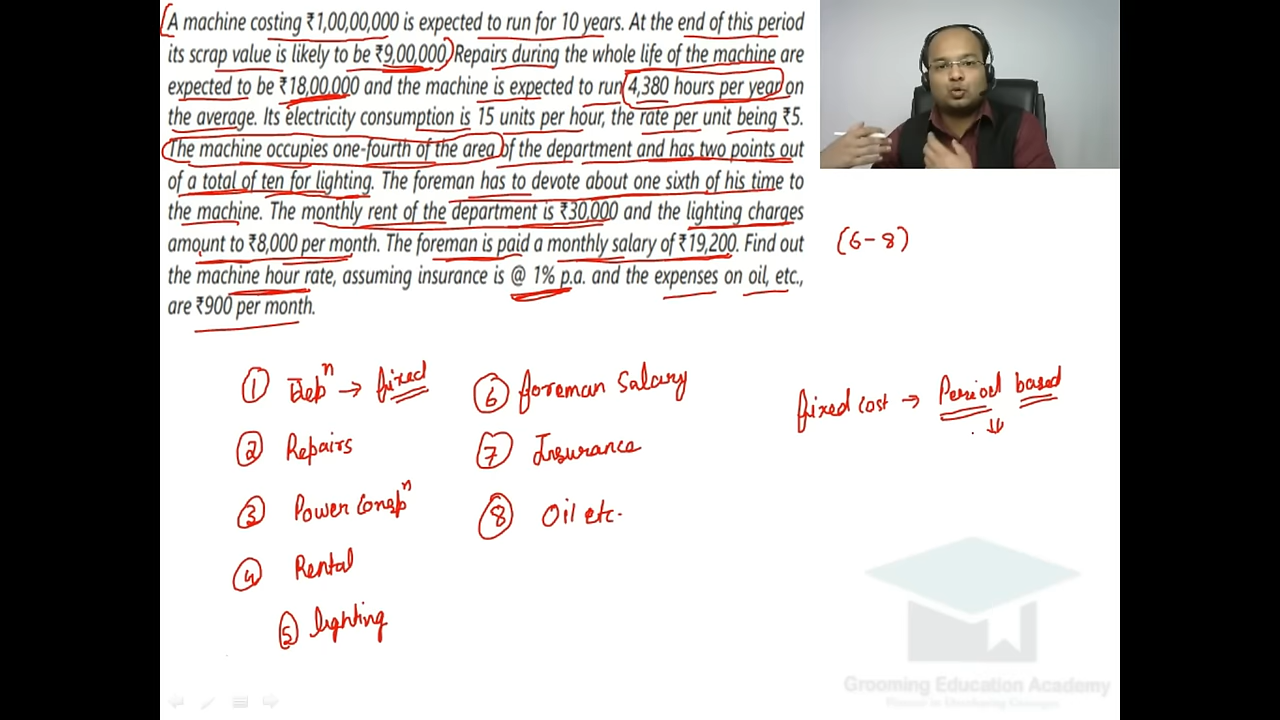 A machine costing ₹1,00,00,000 is expected to run for 10 years. At the end of this period
its scrap value is likely to be ₹9,00,000. Repairs during the whole life of the machine are
expected to be ₹18,00,000 and the machine is expected to run 4,380 hours per year on
the average. Its electricity consumption is 15 units per hour, the rate per unit being ₹5.
The machine occupies one-fourth of the area of the department and has two points out
of a total of ten for lighting. The foreman has to devote about one sixth of his time to
the machine. The monthly rent of the department is ₹30,000 and the lighting charges
amount to ₹8,000 per month. The foreman is paid a monthly salary of ₹19,200. Find out
the machine hour rate, assuming insurance is @ 1% p.a. and the expenses on oil, etc.,
are ₹900 per month.
(6-8)
① Depⁿ → fixed
② Repairs
③ Power Conspⁿ
④ Rental
⑤ lighting
⑥ foreman Salary
⑦ Insurance
⑧ Oil etc.
fixed cost → Period based
Grooming Education Academy